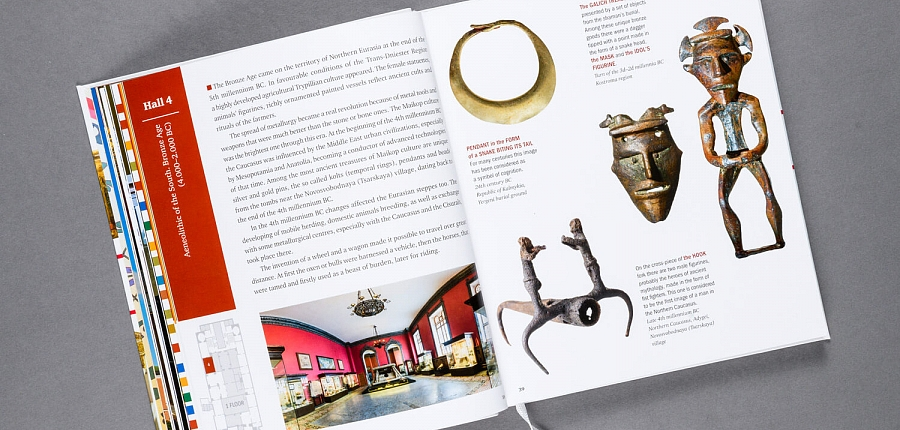 Hall 4
Aeneolithic of the South. Bronze Age
(4,000–2,000 BC)
The Bronze Age came on the territory of Northern Eurasia at the end of the
5th millennium BC. In favourable conditions of the Trans-Dniester Region
a highly developed agricultural Trypillian culture appeared. The female statuettes,
animals' figurines, richly ornamented painted vessels reflect ancient cults and
rituals of the farmers.
The spread of metallurgy became a real revolution because of metal tools and
weapons that were much better than the stone or bone ones. The Maikop culture
was the brightest one through this era. At the beginning of the 4th millennium BC
the Caucasus was influenced by the Middle East urban civilizations, especially
by Mesopotamia and Anatolia, becoming a conductor of advanced technologies
of that time. Among the most ancient treasures of Maikop culture are unique
silver and gold pins, the so called kolts (temporal rings), pendants and beads
from the tombs near the Novosvobodnaya (Tsarskaya) village, dating back to
the end of the 4th millennium BC.
In the 4th millennium BC changes affected the Eurasian steppes too. The
developing of mobile herding, domestic animals breeding, as well as exchange
with some metallurgical centres, especially with the Caucasus and the Cisural
took place there.
The invention of a wheel and a wagon made it possible to travel over great
distance. At first the oxen or bulls were harnessed a vehicle, then the horses, that
were tamed and firstly used as a beast of burden, later for riding.
4
I FLOOR
PENDANT in the FORM
of a SNAKE BITING ITS TAIL.
For many centuries this image
has been considered as
a symbol of cognition.
24th century BC
Republic of Kalmykia,
Yergeni burial ground
The GALICH
presented by a set of objects
from the shaman's burial.
Among these unique bronze
goods there were a dagger
tipped with a point made in
the form of a snake head,
the MASK and the IDOL'S
FIGURINE.
Turn of the 3d–2d millennia BC
Kostroma region
On the cross-piece of the HOOK
fork there are two male figurines,
probably the heroes of ancient
mythology, made in the form of
fist fighters. This one is considered
to be the first image of a man in
the Northern Caucasus.
Late 4th millennium BC
Northern Caucasus, Adygei,
Novosvobodnaya (Tsarskaya)
village